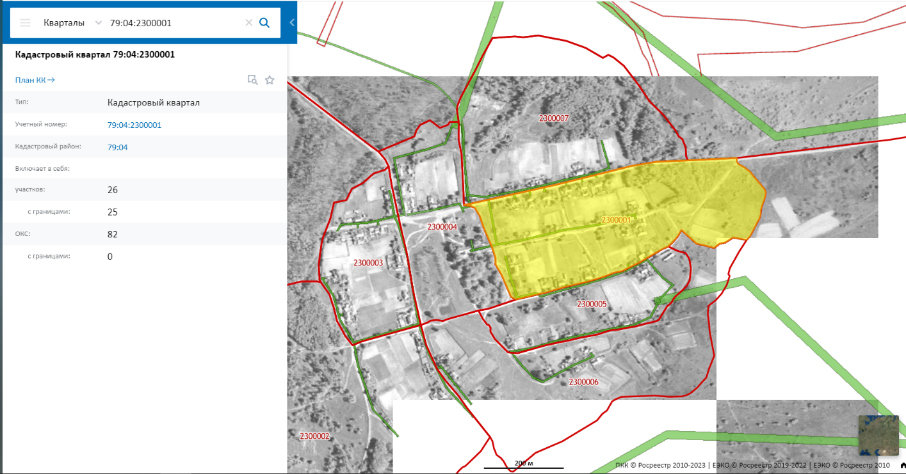 Кварталы 79:04:2300001
Кадастровый квартал 79:04:2300001
План КК→
Тип: Кадастровый квартал
Учетный номер: 79:04:2300001
Кадастровый район: 79:04
Включает в себя:
участков: 26
с границами: 25
ОКС: 82
с границами: 0
2300007
2300001
2300004
2300003
2300005
2300006
2300002
200 м
ПКК © Росреестр 2010-2023 | ЕЭКО © Росреестр 2019-2022 | ЕЭКО © Росреестр 2010